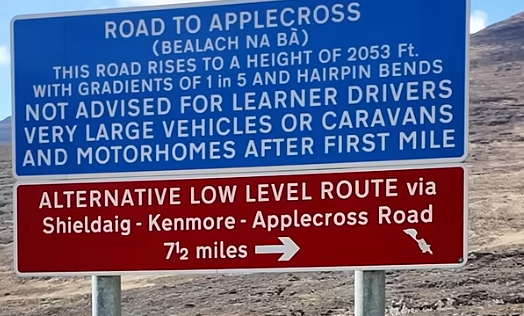 ROAD TO APPLECROSS
(BEALACH NA BÀ)
THIS ROAD RISES TO A HEIGHT OF 2053 Ft.
WITH GRADIENTS OF 1 in 5 AND HAIRPIN BENDS
NOT ADVISED FOR LEARNER DRIVERS
VERY LARGE VEHICLES OR CARAVANS
AND MOTORHOMES AFTER FIRST MILE
ALTERNATIVE LOW LEVEL ROUTE via
Shieldaig - Kenmore - Applecross Road
7½ miles